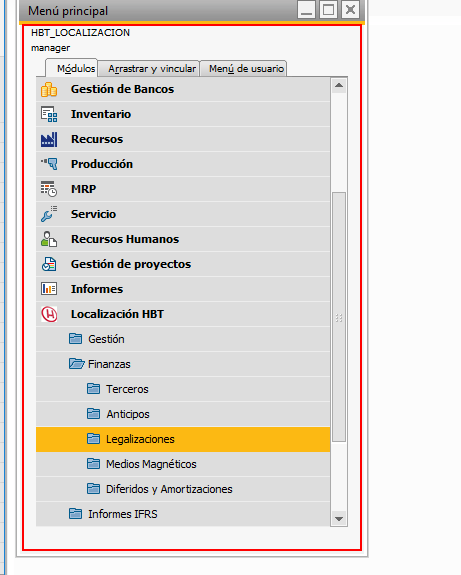 Menú principal
HBT_LOCALIZACION
manager
Módulos
Arrastrar y vincular
Menú de usuario
Gestión de Bancos
Inventario
Recursos
Producción
MRP
Servicio
Recursos Humanos
Gestión de proyectos
Informes
Localización HBT
Gestión
Finanzas
Terceros
Anticipos
Legalizaciones
Medios Magnéticos
Diferidos y Amortizaciones
Informes IFRS